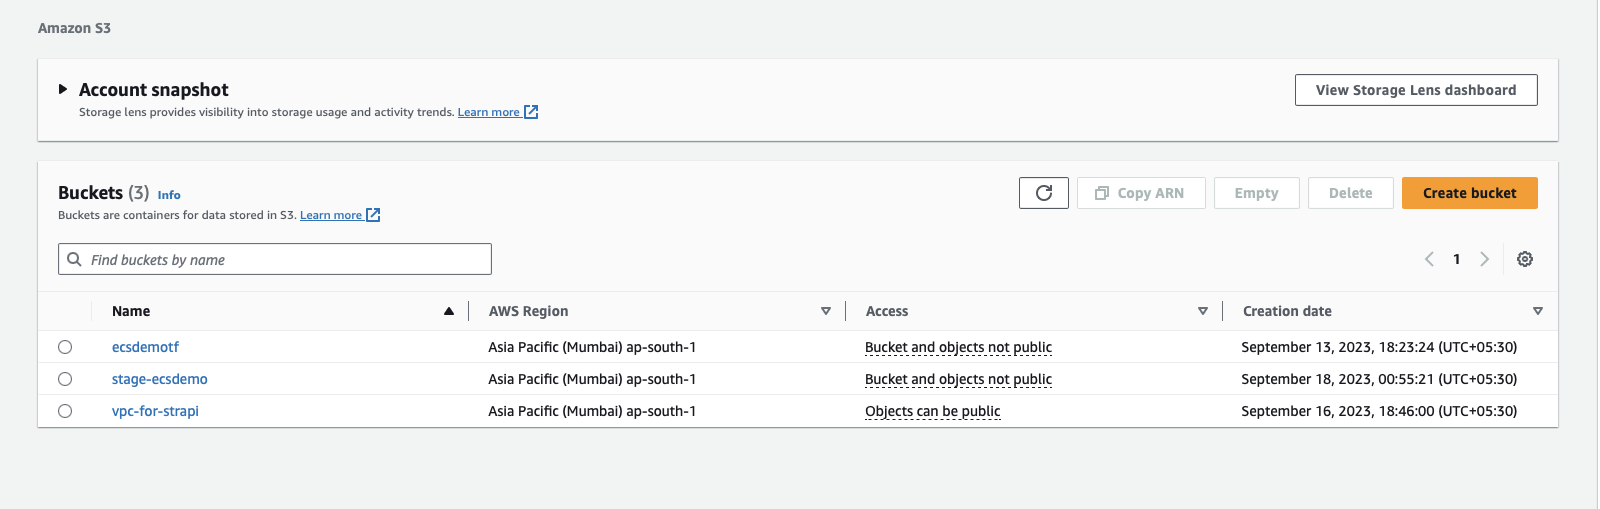 Amazon S3
Account snapshot
View Storage Lens dashboard
Storage lens provides visibility into storage usage and activity trends. Learn more
Buckets (3) Info
Copy ARN Empty Delete Create bucket
Buckets are containers for data stored in S3. Learn more
Find buckets by name
1
Name AWS Region Access Creation date
ecsdemotf Asia Pacific (Mumbai) ap-south-1 Bucket and objects not public September 13, 2023, 18:23:24 (UTC+05:30)
stage-ecsdemo Asia Pacific (Mumbai) ap-south-1 Bucket and objects not public September 18, 2023, 00:55:21 (UTC+05:30)
vpc-for-strapi Asia Pacific (Mumbai) ap-south-1 Objects can be public September 16, 2023, 18:46:00 (UTC+05:30)